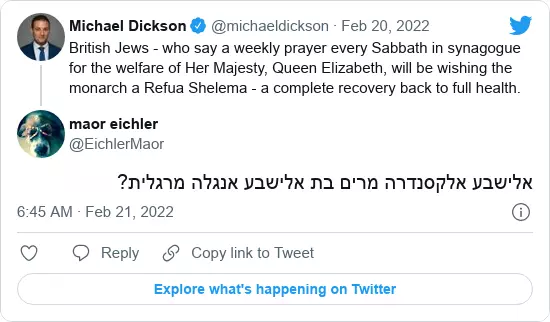 Michael Dickson @michaeldickson · Feb 20, 2022
British Jews - who say a weekly prayer every Sabbath in synagogue
for the welfare of Her Majesty, Queen Elizabeth, will be wishing the
monarch a Refua Shelema - a complete recovery back to full health.
maor eichler
@EichlerMaor
אלישבע אלקסנדרה מרים בת אלישבע אנגלה מרגלית?
6:45 AM · Feb 21, 2022
Reply Copy link to Tweet
Explore what's happening on Twitter